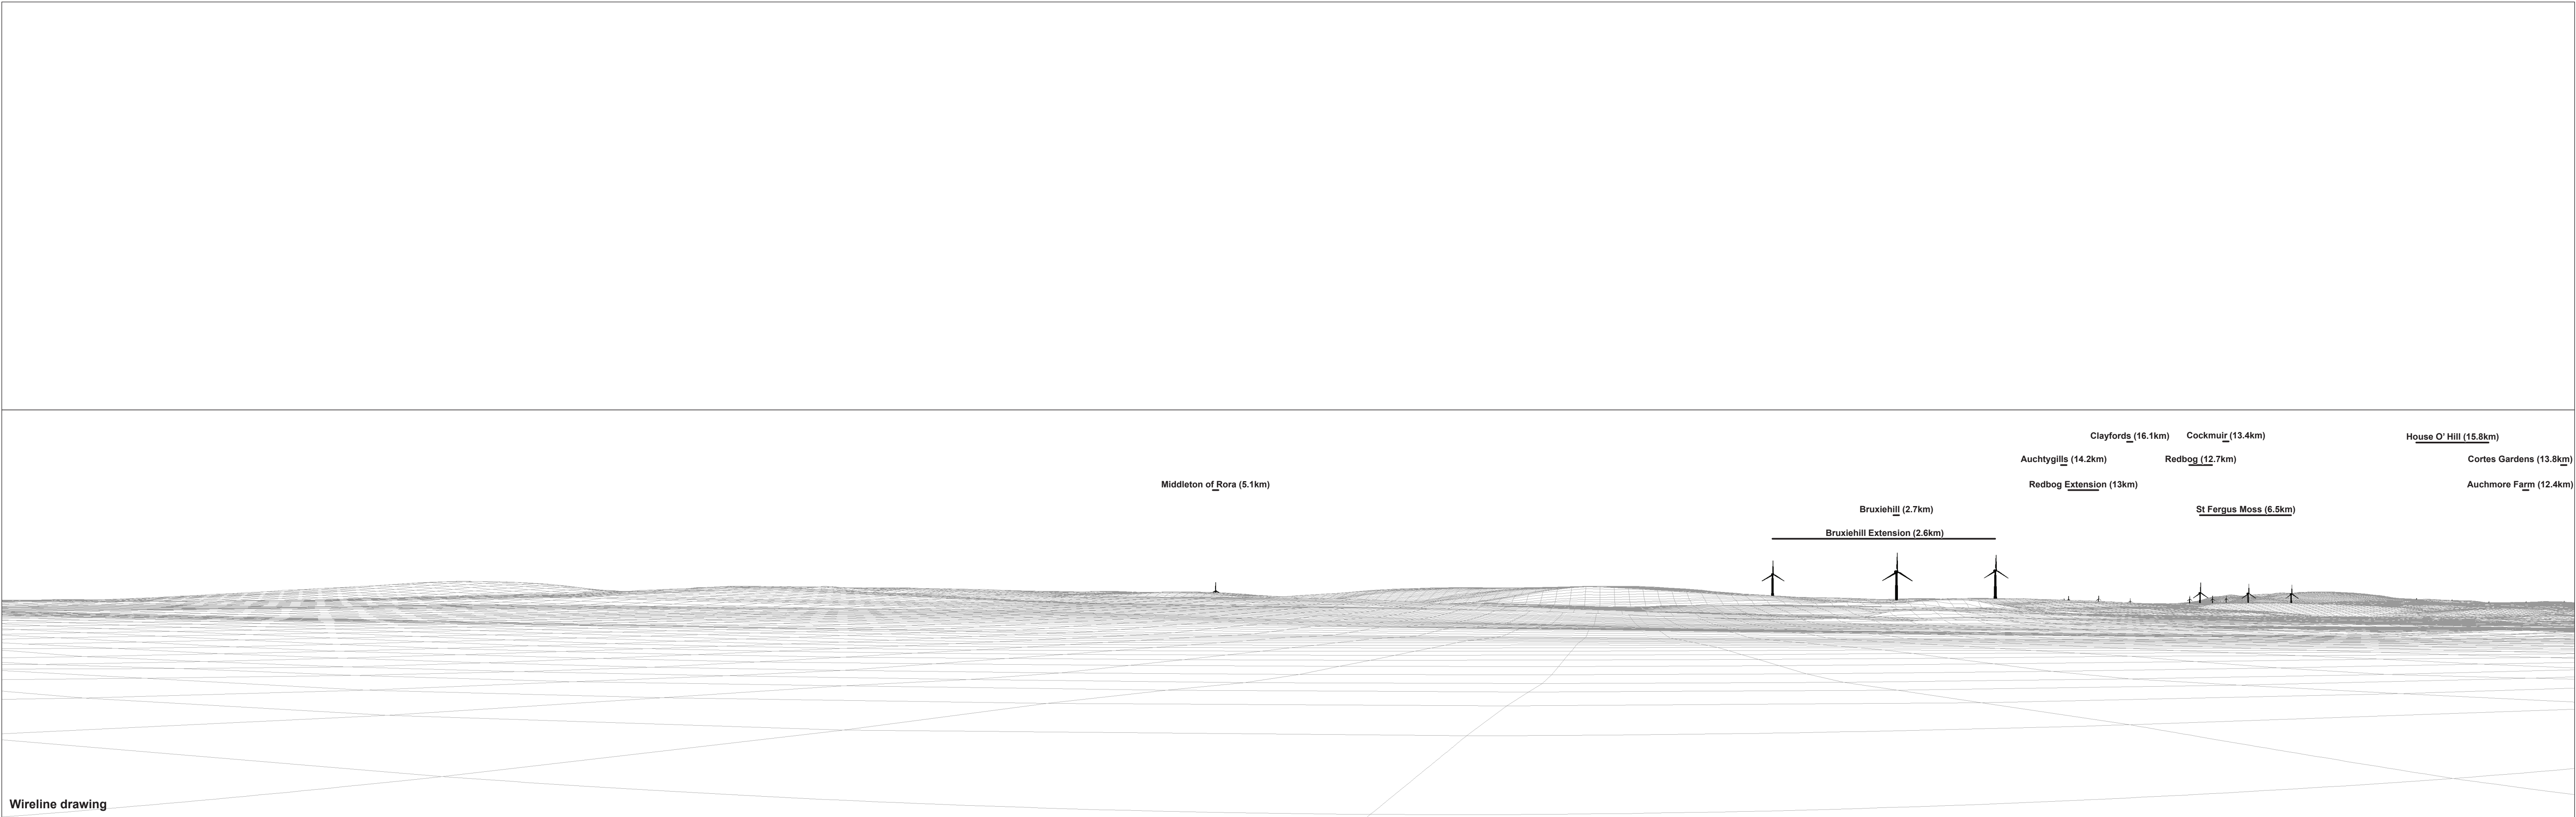 Clayfords (16.1km)
Cockmuir (13.4km)
House O' Hill (15.8km)
Auchtygills (14.2km)
Redbog (12.7km)
Cortes Gardens (13.8km)
Middleton of Rora (5.1km)
Redbog Extension (13km)
Auchmore Farm (12.4km)
Bruxiehill (2.7km)
St Fergus Moss (6.5km)
Bruxiehill Extension (2.6km)
Wireline drawing